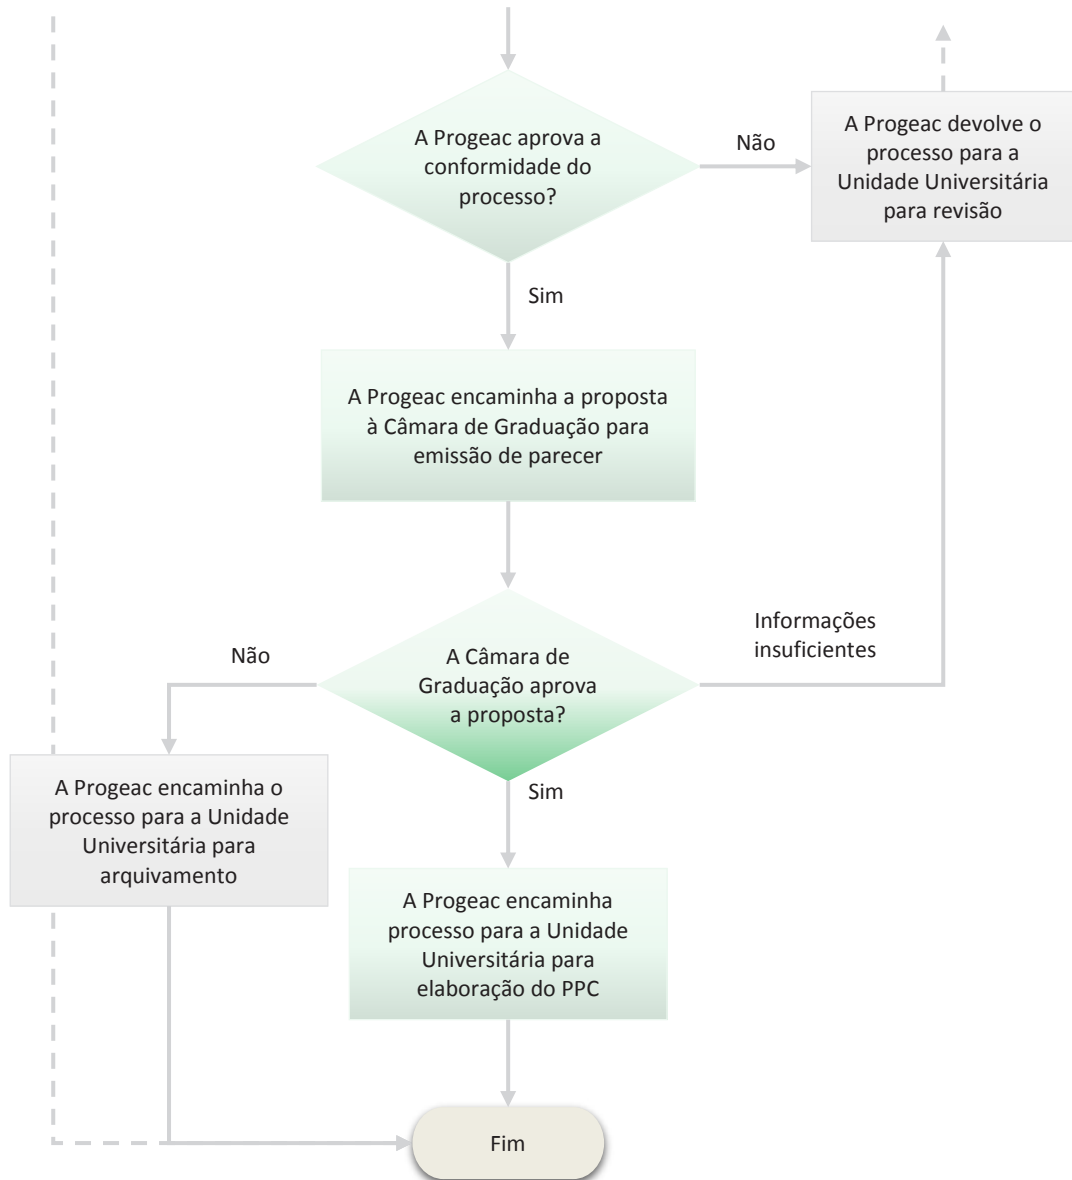 A Progeac aprova a
conformidade do
processo?
Não
A Progeac devolve o
processo para a
Unidade Universitária
para revisão
Sim
A Progeac encaminha a proposta
à Câmara de Graduação para
emissão de parecer
Informações
insuficientes
Não
A Câmara de
Graduação aprova
a proposta?
Sim
A Progeac encaminha o
processo para a Unidade
Universitária para
arquivamento
A Progeac encaminha
processo para a Unidade
Universitária para
elaboração do PPC
Fim